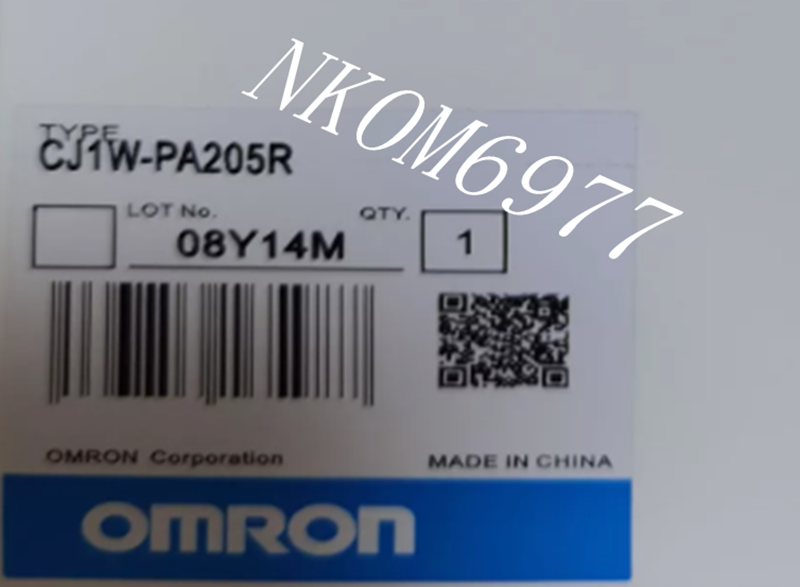 NKOM6977
TYPE
CJ1W-PA205R
LOT No.
QTY.
08Y14M
1
OMRON Corporation
MADE IN CHINA
OMRON